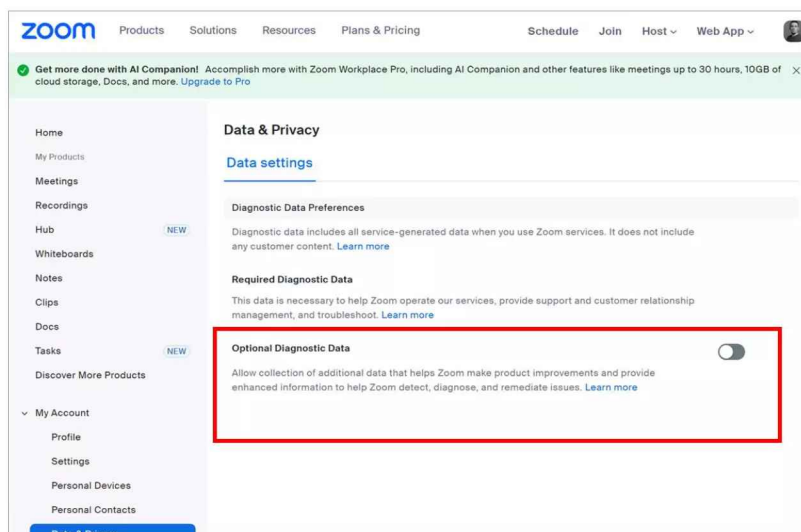 zoom Products Solutions Resources Plans & Pricing Schedule Join Host Web App
Get more done with AI Companion! Accomplish more with Zoom Workplace Pro, including AI Companion and other features like meetings up to 30 hours, 10GB of
cloud storage, Docs, and more. Upgrade to Pro
Home
My Products
Meetings
Recordings
Hub NEW
Whiteboards
Notes
Clips
Docs
Tasks NEW
Discover More Products
My Account
Profile
Settings
Personal Devices
Personal Contacts
Data & Privacy
Data & Privacy
Data settings
Diagnostic Data Preferences
Diagnostic data includes all service-generated data when you use Zoom services. It does not include
any customer content. Learn more
Required Diagnostic Data
This data is necessary to help Zoom operate our services, provide support and customer relationship
management, and troubleshoot. Learn more
Optional Diagnostic Data
Allow collection of additional data that helps Zoom make product improvements and provide
enhanced information to help Zoom detect, diagnose, and remediate issues. Learn more